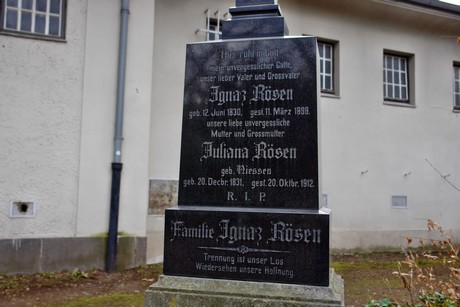 Hier ruht in Gott
mein unvergesslicher Gatte,
unser lieber Vater und Grossvater
Ignaz Rösen
geb. 12. Juni 1830, gest. 11. März 1898.
unsere liebe unvergessliche
Mutter und Grossmutter
Juliana Rösen
geb. Niessen
geb. 20. Decbr. 1831, gest. 20. Oktbr. 1912.
R. I. P.
Familie Ignaz Rösen
Trennung ist unser Los
Wiedersehen unsere Hoffnung.